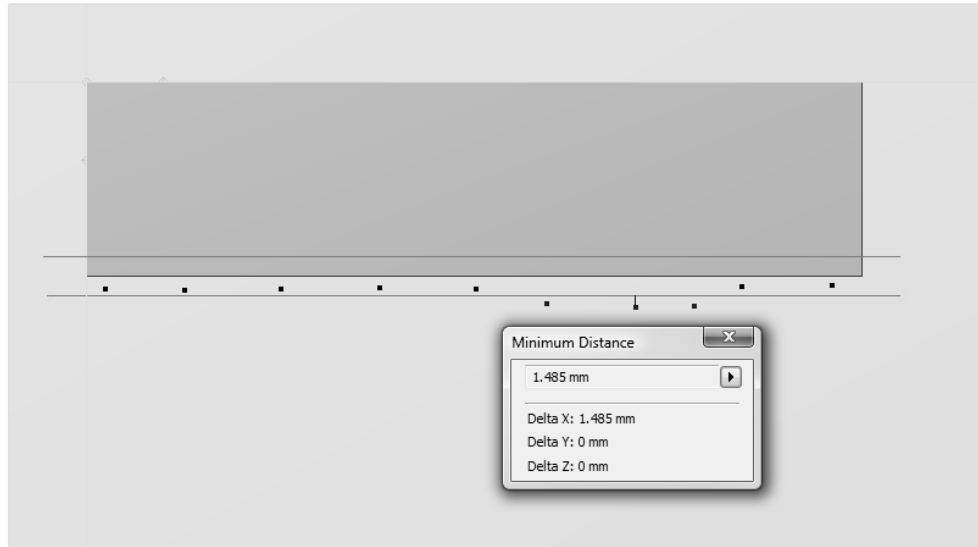 Minimum Distance
1.485 mm
Delta X: 1.485 mm
Delta Y: 0 mm
Delta Z: 0 mm